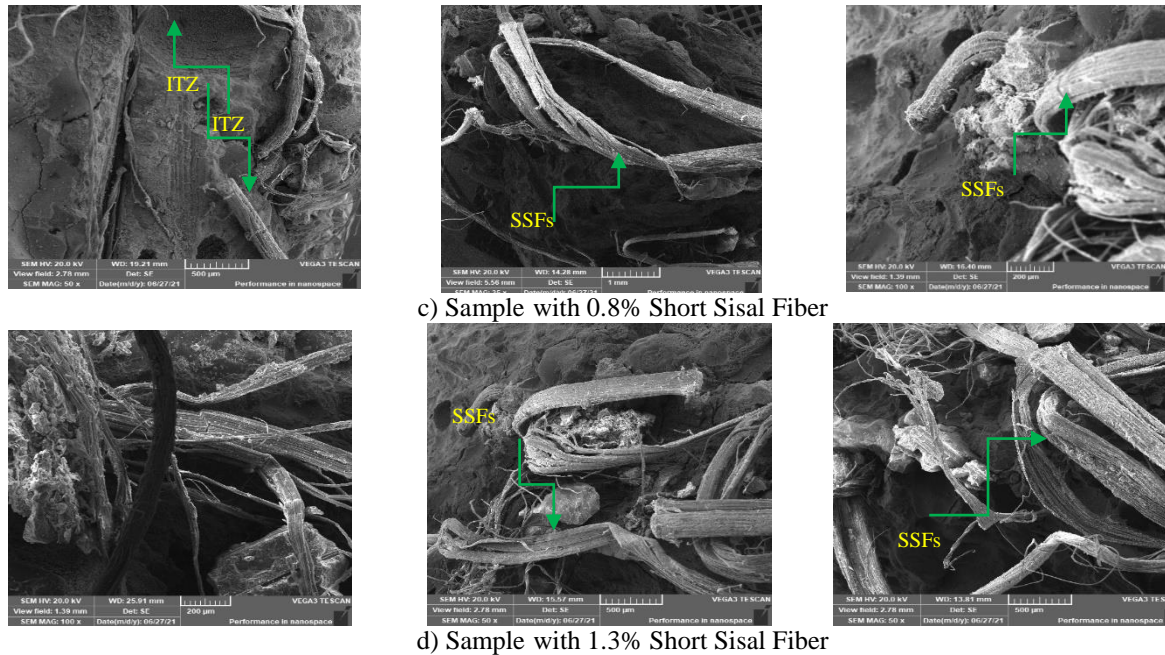 ITZ
ITZ
SEM HV: 20.0 kV WD: 19.21 mm VEGA3 TESCAN
View field: 2.78 mm Det: SE 500 µm
SEM MAG: 50 x Date(m/d/y): 06/27/21 Performance in nanospace
SSFs
SEM HV: 20.0 kV WD: 14.28 mm VEGA3 TESCAN
View field: 5.56 mm Det: SE 1 mm
SEM MAG: 25 x Date(m/d/y): 06/27/21 Performance in nanospace
SSFs
SEM HV: 20.0 kV WD: 16.40 mm VEGA3 TES
View field: 1.39 mm Det: SE 200 µm
SEM MAG: 100 x Date(m/d/y): 06/27/21 Performance in nanospace
c) Sample with 0.8% Short Sisal Fiber
SEM HV: 20.0 kV WD: 25.91 mm VEGA3 TESCAN
View field: 1.39 mm Det: SE 200 µm
SEM MAG: 100 x Date(m/d/y): 06/27/21 Performance in nanospace
SSFs
SEM HV: 20.0 kV WD: 15.57 mm VEGA3 TESCAN
View field: 2.78 mm Det: SE 500 µm
SEM MAG: 50 x Date(m/d/y): 06/27/21 Performance in nanospace
SSFs
SEM HV: 20.0 kV WD: 13.81 mm VEGA3 TES
View field: 2.78 mm Det: SE 500 µm
SEM MAG: 50 x Date(m/d/y): 06/27/21 Performance in nanospace
d) Sample with 1.3% Short Sisal Fiber